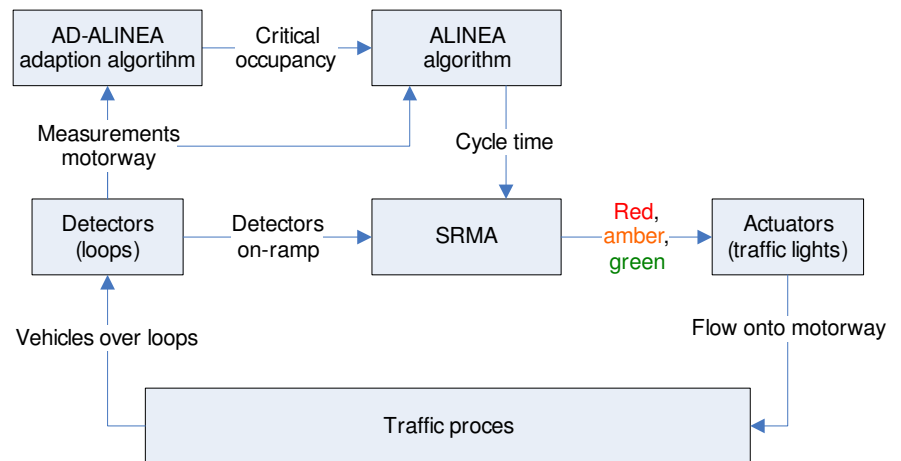 AD-ALINEA
adaption algortihm
Critical
occupancy
ALINEA
algorithm
Measurements
motorway
Cycle time
Detectors
(loops)
Detectors
on-ramp
SRMA
Red,
amber,
green
Actuators
(traffic lights)
Vehicles over loops
Flow onto motorway
Traffic proces